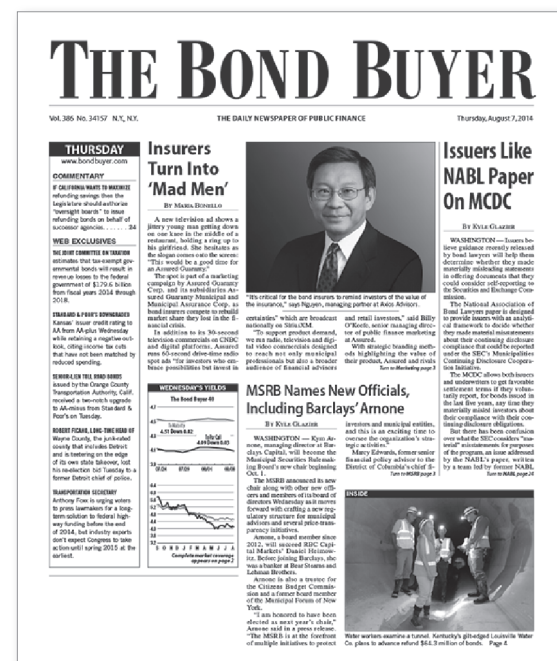 THE BOND BUYER
Vol. 386 No. 34157 N.Y., N.Y.
THE DAILY NEWSPAPER OF PUBLIC FINANCE
Thursday, August 7, 2014
THURSDAY
www.bondbuyer.com
COMMENTARY
IF CALIFORNIA WANTS TO MAXIMIZE
refunding savings then the
Legislature should authorize
"oversight boards" to issue
refunding bonds on behalf of
successor agencies. . . . . . . 24
WEB EXCLUSIVES
THE JOINT COMMITTEE ON TAXATION
estimates that tax-exempt gov-
ernmental bonds will result in
revenue losses to the federal
government of $179.6 billion
from fiscal years 2014 through
2018.
STANDARD & POOR'S DOWNGRADED
Kansas' issuer credit rating to
AA from AA-plus Wednesday
while retaining a negative out-
look, citing income tax cuts
that have not been matched by
reduced spending.
SENIOR-LIEN TOLL ROAD BONDS
issued by the Orange County
Transportation Authority, Calif.
received a two-notch upgrade
to AA-minus from Standard &
Poor's on Tuesday.
ROBERT FICANO, LONG-TIME HEAD OF
Wayne County, the junk-rated
county that includes Detroit
and is teetering on the edge
of its own state takeover, lost
his re-election bid Tuesday to a
former Detroit chief of police.
TRANSPORTATION SECRETARY
Anthony Foxx is urging voters
to press lawmakers for a long-
term solution to federal high-
way funding before the end
of 2014, but industry experts
don't expect Congress to take
action until spring 2015 at the
earliest.
Insurers
Turn Into
'Mad Men'
BY MARIA BONELLO
A new television ad shows a
jittery young man getting down
on one knee in the middle of a
restaurant, holding a ring up to
his girlfriend. She hesitates as
the slogan comes onto the screen:
"This would be a good time for
an Assured Guaranty."
The spot is part of a marketing
campaign by Assured Guaranty
Corp. and its subsidiaries As-
sured Guaranty Municipal and
Municipal Assurance Corp. as
bond insurers compete to rebuild
market share they lost in the fi-
nancial crisis.
In addition to its 30-second
television commercials on CNBC
and digital platforms, Assured
runs 60-second drive-time radio
spot ads "for investors who em-
brace possibilities but invest in
"It's critical for the bond insurers to remind investors of the value of
the insurance," says Nguyen, managing partner at Axios Advisors.
certainties" which are broadcast
nationally on SiriusXM.
"To support product demand,
we run radio, television and digi-
tal video commercials designed
to reach not only municipal
professionals but also a broader
audience of financial advisors
and retail investors," said Billy
O'Keefe, senior managing direc-
tor of public finance marketing
at Assured.
With strategic branding meth-
ods highlighting the value of
their product, Assured and rivals
Turn to Marketing page 3
Issuers Like
NABL Paper
On MCDC
BY KYLE GLAZIER
WASHINGTON — Issuers be-
lieve guidance recently released
by bond lawyers will help them
determine whether they made
materially misleading statements
in offering documents that they
could consider self-reporting to
the Securities and Exchange Com-
mission.
The National Association of
Bond Lawyers paper is designed
to provide issuers with an analyti-
cal framework to decide whether
they made material misstatements
about their continuing disclosure
compliance that could be reported
under the SEC's Municipalities
Continuing Disclosure Coopera-
tion Initiative.
The MCDC allows both issuers
and underwriters to get favorable
settlement terms if they volun-
tarily report, for bonds issued in
the last five years, any time they
materially misled investors about
their compliance with their con-
tinuing disclosure obligations.
But there has been confusion
over what the SEC considers "ma-
terial" misstatements for purposes
of the program, an issue addressed
by the NABL's paper, written
by a team led by former NABL
Turn to NABL page 24
WEDNESDAY'S YIELDS
The Bond Buyer 40
Complete market coverage
appears on page 2
MSRB Names New Officials,
Including Barclays' Arnone
BY KYLE GLAZIER
WASHINGTON — Kym Ar-
none, managing director at Bar-
clays Capital, will become the
Municipal Securities Rulemak-
ing Board's new chair beginning
Oct. 1.
The MSRB announced its new
chair along with other new offi-
cers and members of its board of
directors Wednesday as it moves
forward with crafting a new reg-
ulatory structure for municipal
advisors and several price-trans-
parency initiatives.
Arnone, a board member since
2012, will succeed RBC Capi-
tal Markets' Daniel Heimow-
itz. Before joining Barclays, she
was a banker at Bear Stearns and
Lehman Brothers.
Arnone is also a trustee for
the Citizens Budget Commis-
sion and a former board member
of the Municipal Forum of New
York.
"I am honored to have been
elected as next year's chair,"
Arnone said in a press release.
"The MSRB is at the forefront
of multiple initiatives to protect
investors and municipal entities,
and this is an exciting time to
oversee the organization's stra-
tegic activities."
Marcy Edwards, former senior
financial policy advisor to the
District of Columbia's chief fi-
Turn to MSRB page 3
INSIDE
Water workers examine a tunnel. Kentucky's gilt-edged Louisville Water
Co. plans to advance refund $64.3 million of bonds. Page 4